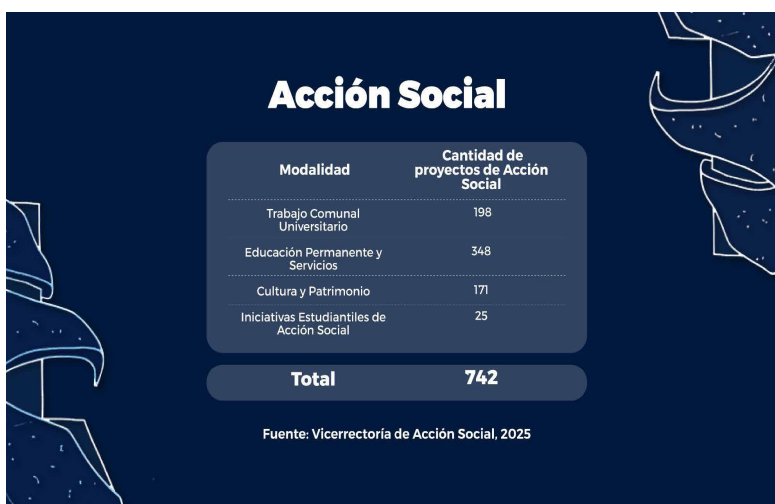 Acción Social
Modalidad
Cantidad de
proyectos de Acción
Social
Trabajo Comunal
Universitario
198
Educación Permanente y
Servicios
348
Cultura y Patrimonio
171
Iniciativas Estudiantiles de
Acción Social
25
Total
742
Fuente: Vicerrectoría de Acción Social, 2025